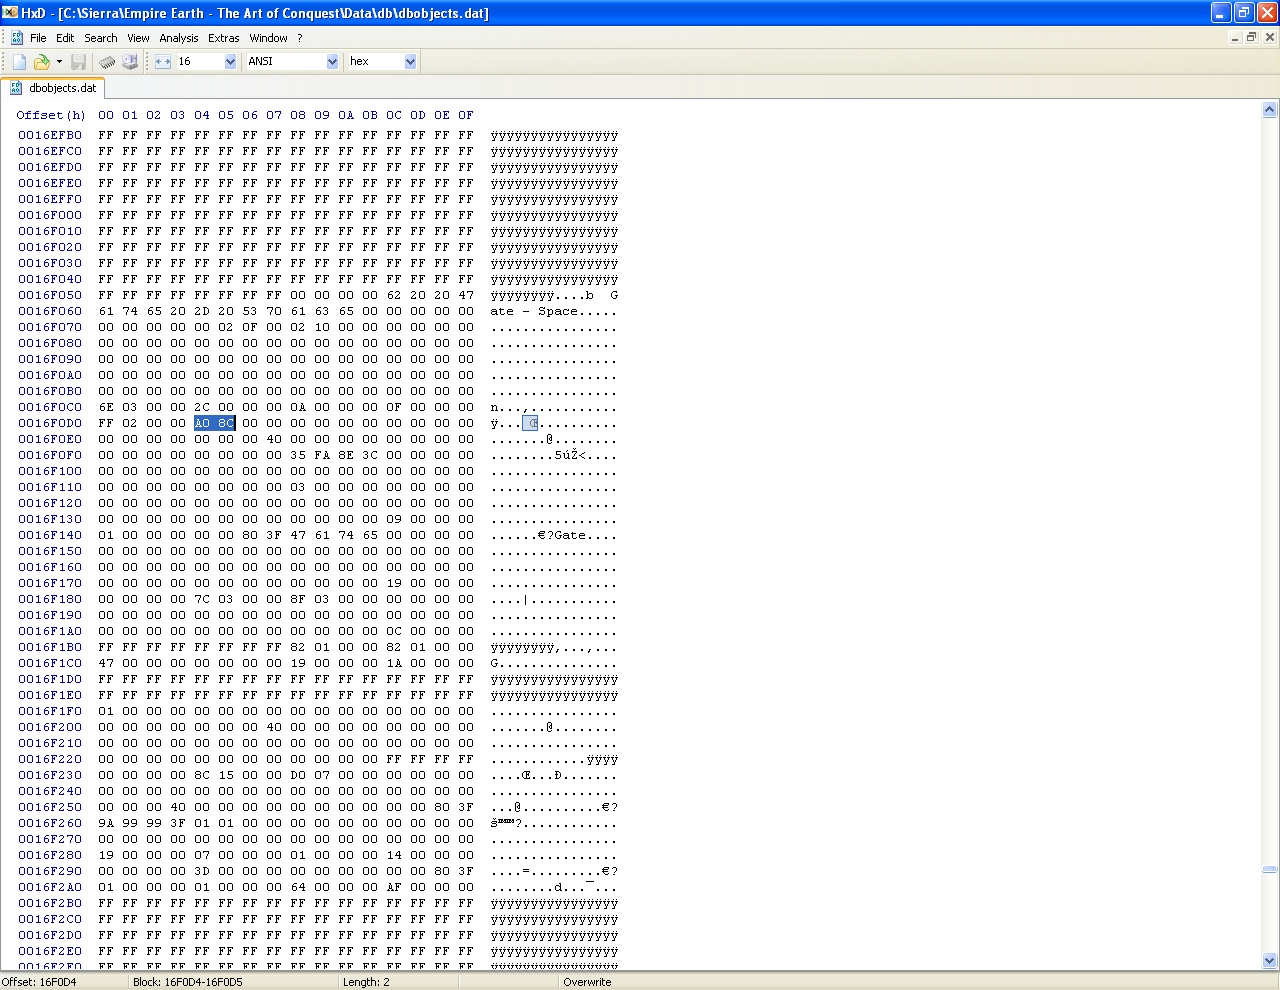 HxD - [C:\Sierra\Empire Earth - The Art of Conquest\Data\db\dbobjects.dat]
File Edit Search View Analysis Extras Window ?
16 ANSI hex
dbobjects.dat
Offset(h) 00 01 02 03 04 05 06 07 08 09 0A 0B 0C 0D 0E 0F
0016EFB0 FF FF FF FF FF FF FF FF FF FF FF FF FF FF FF FF ÿÿÿÿÿÿÿÿÿÿÿÿÿÿÿÿ
0016EFC0 FF FF FF FF FF FF FF FF FF FF FF FF FF FF FF FF ÿÿÿÿÿÿÿÿÿÿÿÿÿÿÿÿ
0016EFD0 FF FF FF FF FF FF FF FF FF FF FF FF FF FF FF FF ÿÿÿÿÿÿÿÿÿÿÿÿÿÿÿÿ
0016EFE0 FF FF FF FF FF FF FF FF FF FF FF FF FF FF FF FF ÿÿÿÿÿÿÿÿÿÿÿÿÿÿÿÿ
0016EFF0 FF FF FF FF FF FF FF FF FF FF FF FF FF FF FF FF ÿÿÿÿÿÿÿÿÿÿÿÿÿÿÿÿ
0016F000 FF FF FF FF FF FF FF FF FF FF FF FF FF FF FF FF ÿÿÿÿÿÿÿÿÿÿÿÿÿÿÿÿ
0016F010 FF FF FF FF FF FF FF FF FF FF FF FF FF FF FF FF ÿÿÿÿÿÿÿÿÿÿÿÿÿÿÿÿ
0016F020 FF FF FF FF FF FF FF FF FF FF FF FF FF FF FF FF ÿÿÿÿÿÿÿÿÿÿÿÿÿÿÿÿ
0016F030 FF FF FF FF FF FF FF FF FF FF FF FF FF FF FF FF ÿÿÿÿÿÿÿÿÿÿÿÿÿÿÿÿ
0016F040 FF FF FF FF FF FF FF FF FF FF FF FF FF FF FF FF ÿÿÿÿÿÿÿÿÿÿÿÿÿÿÿÿ
0016F050 FF FF FF FF FF FF FF FF 00 00 00 00 62 20 20 47 ÿÿÿÿÿÿÿÿ....b  G
0016F060 61 74 65 20 2D 20 53 70 61 63 65 00 00 00 00 00 ate - Space.....
0016F070 00 00 00 00 00 02 0F 00 02 10 00 00 00 00 00 00 ................
0016F080 00 00 00 00 00 00 00 00 00 00 00 00 00 00 00 00 ................
0016F090 00 00 00 00 00 00 00 00 00 00 00 00 00 00 00 00 ................
0016F0A0 00 00 00 00 00 00 00 00 00 00 00 00 00 00 00 00 ................
0016F0B0 00 00 00 00 00 00 00 00 00 00 00 00 00 00 00 00 ................
0016F0C0 6E 03 00 00 2C 00 00 00 0A 00 00 00 0F 00 00 00 n...,...........
0016F0D0 FF 02 00 00 A0 8C 00 00 00 00 00 00 00 00 00 00 ÿ... Œ..........
0016F0E0 00 00 00 00 00 00 00 40 00 00 00 00 00 00 00 00 .......@........
0016F0F0 00 00 00 00 00 00 00 00 35 FA 8E 3C 00 00 00 00 ........5úŽ<....
0016F100 00 00 00 00 00 00 00 00 00 00 00 00 00 00 00 00 ................
0016F110 00 00 00 00 00 00 00 00 03 00 00 00 00 00 00 00 ................
0016F120 00 00 00 00 00 00 00 00 00 00 00 00 00 00 00 00 ................
0016F130 00 00 00 00 00 00 00 00 00 00 00 00 09 00 00 00 ................
0016F140 01 00 00 00 00 00 80 3F 47 61 74 65 00 00 00 00 ......€?Gate....
0016F150 00 00 00 00 00 00 00 00 00 00 00 00 00 00 00 00 ................
0016F160 00 00 00 00 00 00 00 00 00 00 00 00 00 00 00 00 ................
0016F170 00 00 00 00 00 00 00 00 00 00 00 00 19 00 00 00 ................
0016F180 00 00 00 00 7C 03 00 00 8F 03 00 00 00 00 00 00 ....|...........
0016F190 00 00 00 00 00 00 00 00 00 00 00 00 00 00 00 00 ................
0016F1A0 00 00 00 00 00 00 00 00 00 00 00 00 0C 00 00 00 ................
0016F1B0 FF FF FF FF FF FF FF FF 82 01 00 00 82 01 00 00 ÿÿÿÿÿÿÿÿ‚...‚...
0016F1C0 47 00 00 00 00 00 00 00 19 00 00 00 1A 00 00 00 G...............
0016F1D0 FF FF FF FF FF FF FF FF FF FF FF FF FF FF FF FF ÿÿÿÿÿÿÿÿÿÿÿÿÿÿÿÿ
0016F1E0 FF FF FF FF FF FF FF FF FF FF FF FF FF FF FF FF ÿÿÿÿÿÿÿÿÿÿÿÿÿÿÿÿ
0016F1F0 01 00 00 00 00 00 00 00 00 00 00 00 00 00 00 00 ................
0016F200 00 00 00 00 00 00 00 40 00 00 00 00 00 00 00 00 .......@........
0016F210 00 00 00 00 00 00 00 00 00 00 00 00 00 00 00 00 ................
0016F220 00 00 00 00 00 00 00 00 00 00 00 00 FF FF FF FF ............ÿÿÿÿ
0016F230 00 00 00 00 8C 15 00 00 D0 07 00 00 00 00 00 00 ....Œ...Ð.......
0016F240 00 00 00 00 00 00 00 00 00 00 00 00 00 00 00 00 ................
0016F250 00 00 00 40 00 00 00 00 00 00 00 00 00 00 80 3F ...@..........€?
0016F260 9A 99 99 3F 01 01 00 00 00 00 00 00 00 00 00 00 š™™?............
0016F270 00 00 00 00 00 00 00 00 00 00 00 00 00 00 00 00 ................
0016F280 19 00 00 00 07 00 00 00 01 00 00 00 14 00 00 00 ................
0016F290 00 00 00 00 3D 00 00 00 00 00 00 00 00 00 80 3F ....=.........€?
0016F2A0 01 00 00 00 01 00 00 00 64 00 00 00 AF 00 00 00 ........d...¯...
0016F2B0 FF FF FF FF FF FF FF FF FF FF FF FF FF FF FF FF ÿÿÿÿÿÿÿÿÿÿÿÿÿÿÿÿ
0016F2C0 FF FF FF FF FF FF FF FF FF FF FF FF FF FF FF FF ÿÿÿÿÿÿÿÿÿÿÿÿÿÿÿÿ
0016F2D0 FF FF FF FF FF FF FF FF FF FF FF FF FF FF FF FF ÿÿÿÿÿÿÿÿÿÿÿÿÿÿÿÿ
0016F2E0 FF FF FF FF FF FF FF FF FF FF FF FF FF FF FF FF ÿÿÿÿÿÿÿÿÿÿÿÿÿÿÿÿ
0016F2F0 FF FF FF FF FF FF FF FF FF FF FF FF FF FF FF FF ÿÿÿÿÿÿÿÿÿÿÿÿÿÿÿÿ
Offset: 16F0D4 Block: 16F0D4-16F0D5 Length: 2 Overwrite